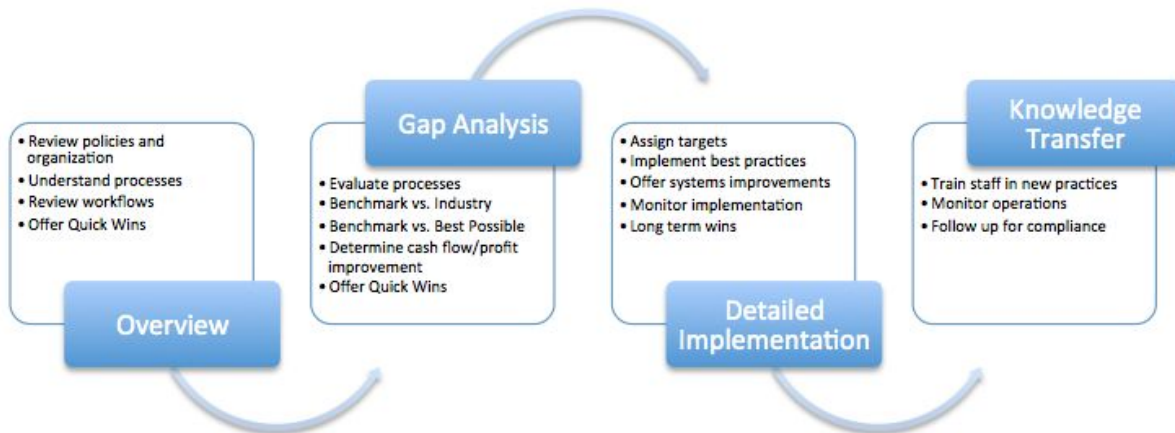 • Review policies and
organization
• Understand processes
• Review workflows
• Offer Quick Wins
Overview
Gap Analysis
• Evaluate processes
• Benchmark vs. Industry
• Benchmark vs. Best Possible
• Determine cash flow/profit
improvement
• Offer Quick Wins
• Assign targets
• Implement best practices
• Offer systems improvements
• Monitor implementation
• Long term wins
Detailed
Implementation
Knowledge
Transfer
• Train staff in new practices
• Monitor operations
• Follow up for compliance